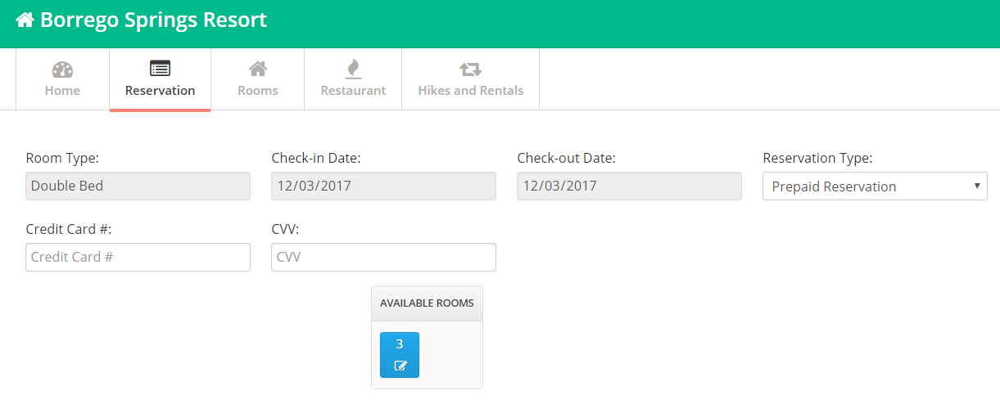 Borrego Springs Resort
Home
Reservation
Rooms
Restaurant
Hikes and Rentals
Room Type:
Check-in Date:
Check-out Date:
Reservation Type:
Double Bed
12/03/2017
12/03/2017
Prepaid Reservation
Credit Card #:
CVV:
Credit Card #
CVV
AVAILABLE ROOMS
3